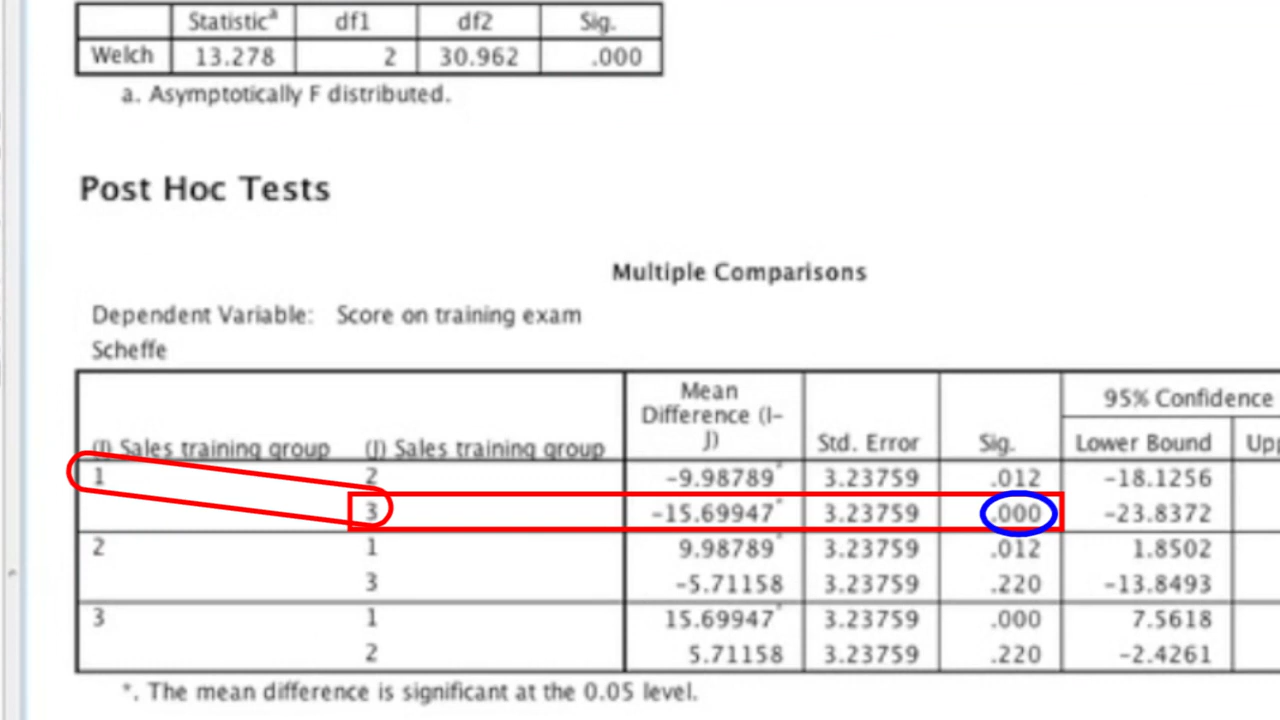 Statisticᵃ df1 df2 Sig.
Welch 13.278 2 30.962 .000
a. Asymptotically F distributed.
Post Hoc Tests
Multiple Comparisons
Dependent Variable: Score on training exam
Scheffe
(I) Sales training group (J) Sales training group Mean Difference (I-J) Std. Error Sig. 95% Confidence
Lower Bound
1 2 -9.98789* 3.23759 .012 -18.1256
3 -15.69947* 3.23759 .000 -23.8372
2 1 9.98789* 3.23759 .012 1.8502
3 -5.71158 3.23759 .220 -13.8493
3 1 15.69947* 3.23759 .000 7.5618
2 5.71158 3.23759 .220 -2.4261
*. The mean difference is significant at the 0.05 level.